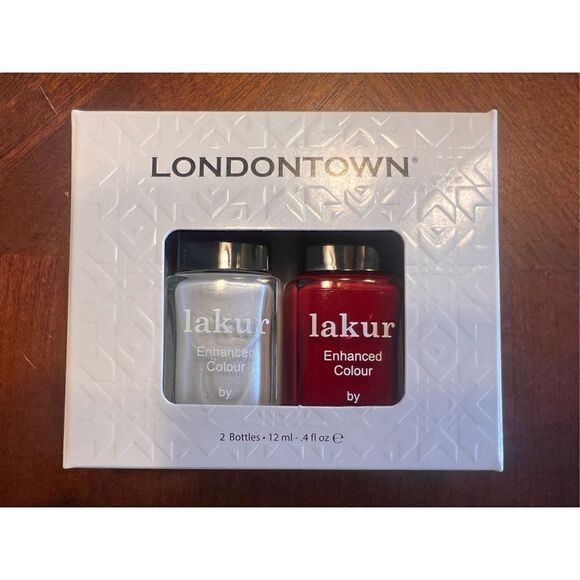 LONDONTOWN®
lakur
Enhanced
Colour
by
lakur
Enhanced
Colour
by
2 Bottles • 12 ml - .4 fl oz ℮